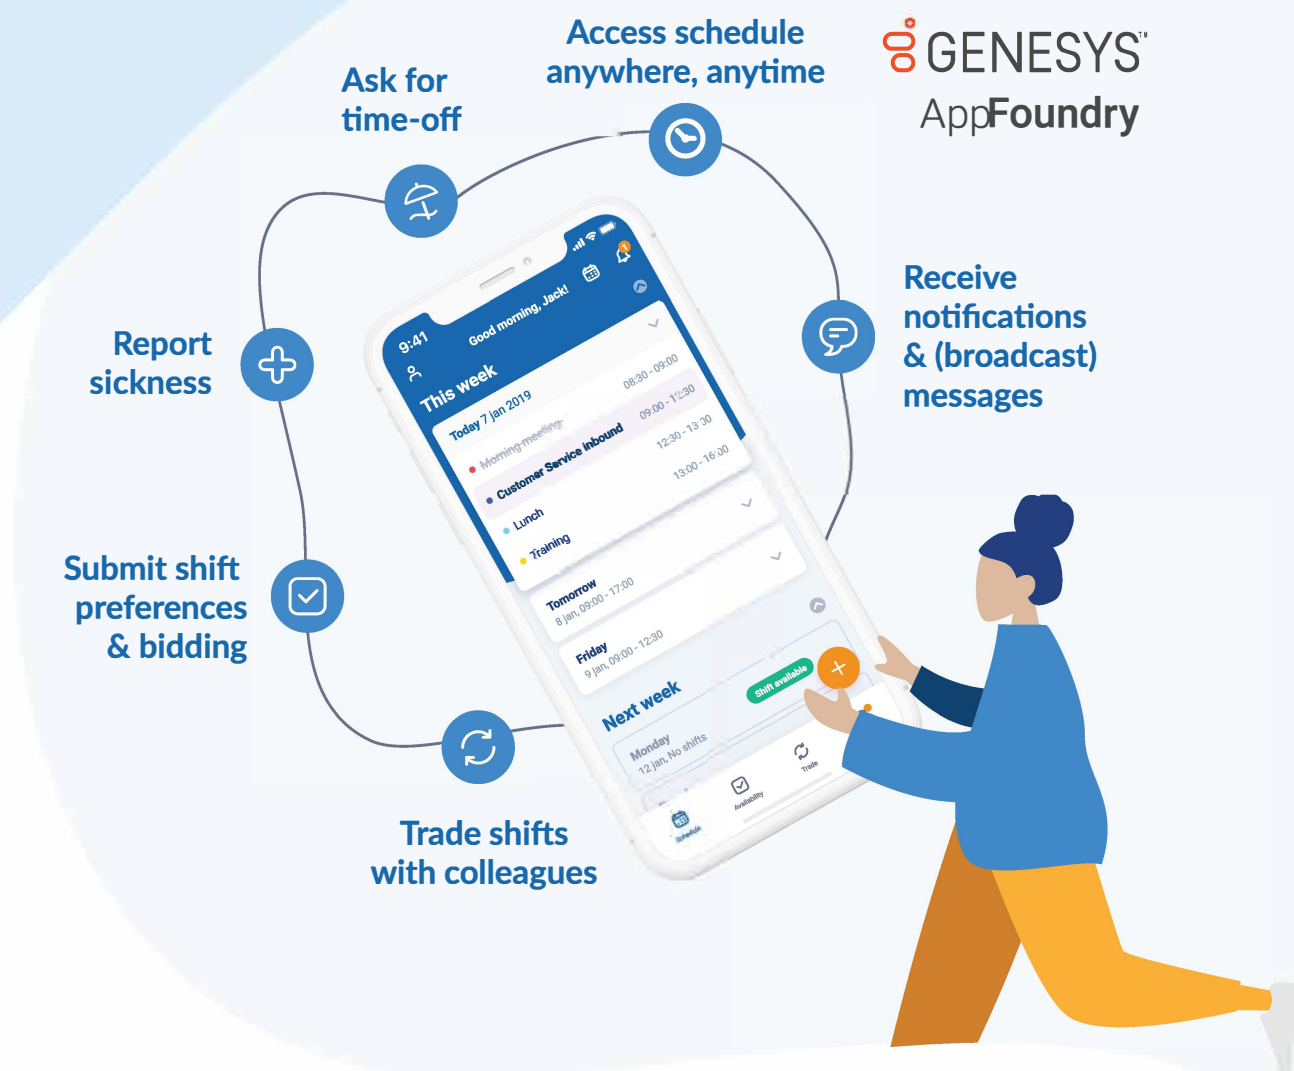 Access schedule
anywhere, anytime
GENESYS™
AppFoundry
Ask for
time-off
Receive
notifications
& (broadcast)
messages
Report
sickness
Submit shift
preferences
& bidding
Trade shifts
with colleagues
9:41
Good morning, Jack!
1
This week
Today 7 jan 2019
Morning meeting 08:30 - 09:00
Customer Service inbound 09:00 - 12:30
Lunch 12:30 - 13:30
Training 13:00 - 16:00
Tomorrow
8 jan, 09:00 - 17:00
Friday
9 jan, 09:00 - 12:30
Next week
Shift available
Monday
12 jan, No shifts
Schedule
Availability
Trade